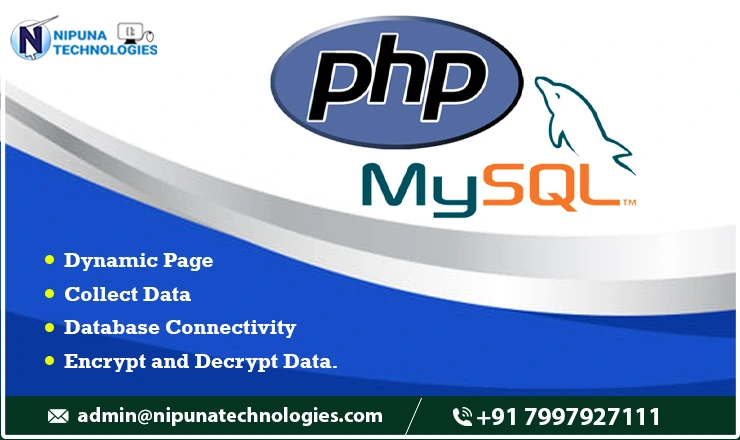 NIPUNA
TECHNOLOGIES
php
MySQL™
Dynamic Page
Collect Data
Database Connectivity
Encrypt and Decrypt Data.
admin@nipunatechnologies.com
+91 7997927111